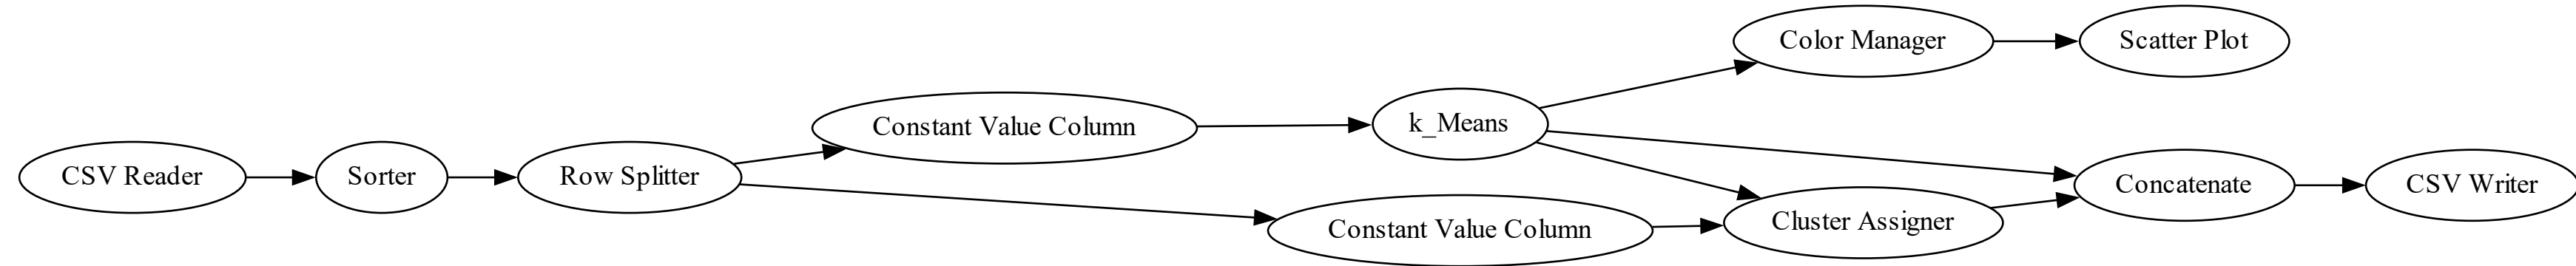 Color Manager
Scatter Plot
Constant Value Column
k_Means
CSV Reader
Sorter
Row Splitter
Concatenate
CSV Writer
Constant Value Column
Cluster Assigner